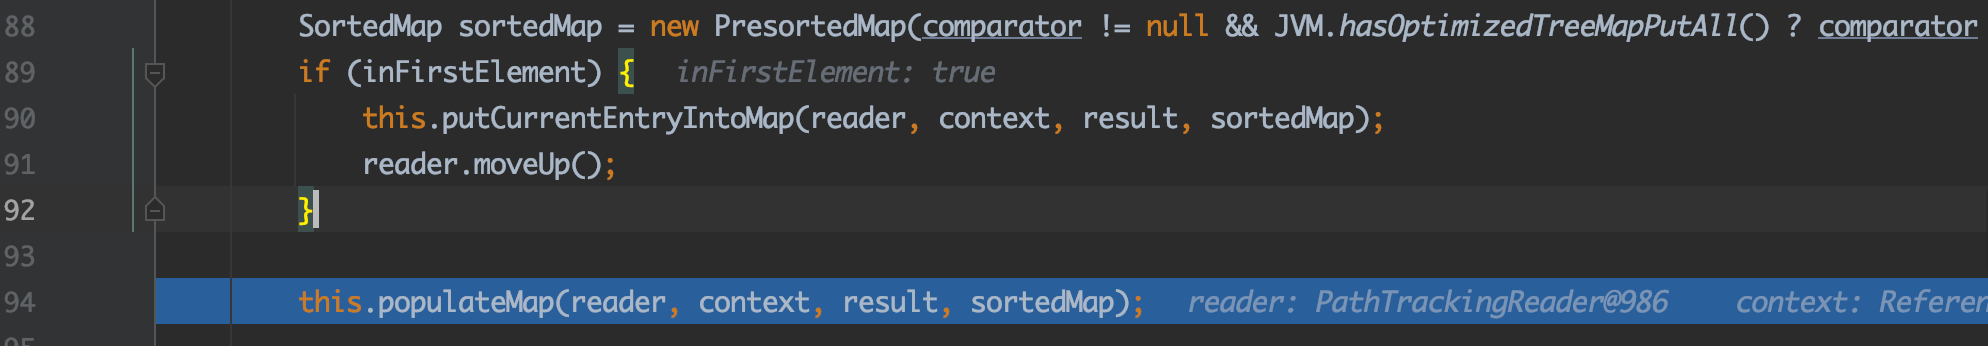 88 SortedMap sortedMap = new PresortedMap(comparator != null && JVM.hasOptimizedTreeMapPutAll() ? comparator
89 if (inFirstElement) { inFirstElement: true
90 this.putCurrentEntryIntoMap(reader, context, result, sortedMap);
91 reader.moveUp();
92 }
93
94 this.populateMap(reader, context, result, sortedMap); reader: PathTrackingReader@986 context: Referen
95